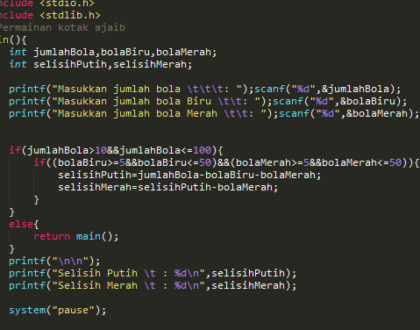 nclude <stdio.h>
nclude <stdlib.h>
Permainan kotak ajaib
in(){
int jumlahBola,bolaBiru,bolaMerah;
int selisihPutih,selisihMerah;
printf("Masukkan jumlah bola \t\t\t: ");scanf("%d",&jumlahBola);
printf("Masukkan jumlah bola Biru \t\t: ");scanf("%d",&bolaBiru);
printf("Masukkan jumlah bola Merah \t\t: ");scanf("%d",&bolaMerah);
if(jumlahBola>10&&jumlahBola<=100){
if((bolaBiru>=5&&bolaBiru<=50)&&(bolaMerah>=5&&bolaMerah<=50)){
selisihPutih=jumlahBola-bolaBiru-bolaMerah;
selisihMerah=selisihPutih-bolaMerah;
}
}
else{
return main();
}
printf("\n\n");
printf("Selisih Putih \t : %d\n",selisihPutih);
printf("Selisih Merah \t : %d\n",selisihMerah);
system("pause");